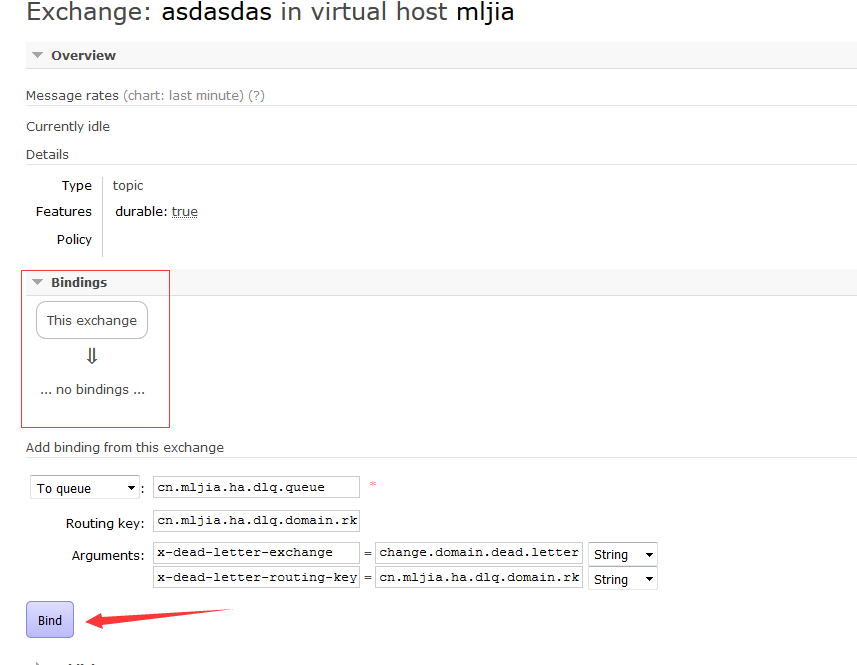 Exchange: asdasdas in virtual host mljia
Overview
Message rates (chart: last minute) (?)
Currently idle
Details
Type topic
Features durable: true
Policy
Bindings
This exchange
⇓
... no bindings ...
Add binding from this exchange
To queue : cn.mljia.ha.dlq.queue *
Routing key: cn.mljia.ha.dlq.domain.rk
Arguments: x-dead-letter-exchange = change.domain.dead.letter String
x-dead-letter-routing-key = cn.mljia.ha.dlq.domain.rk String
Bind